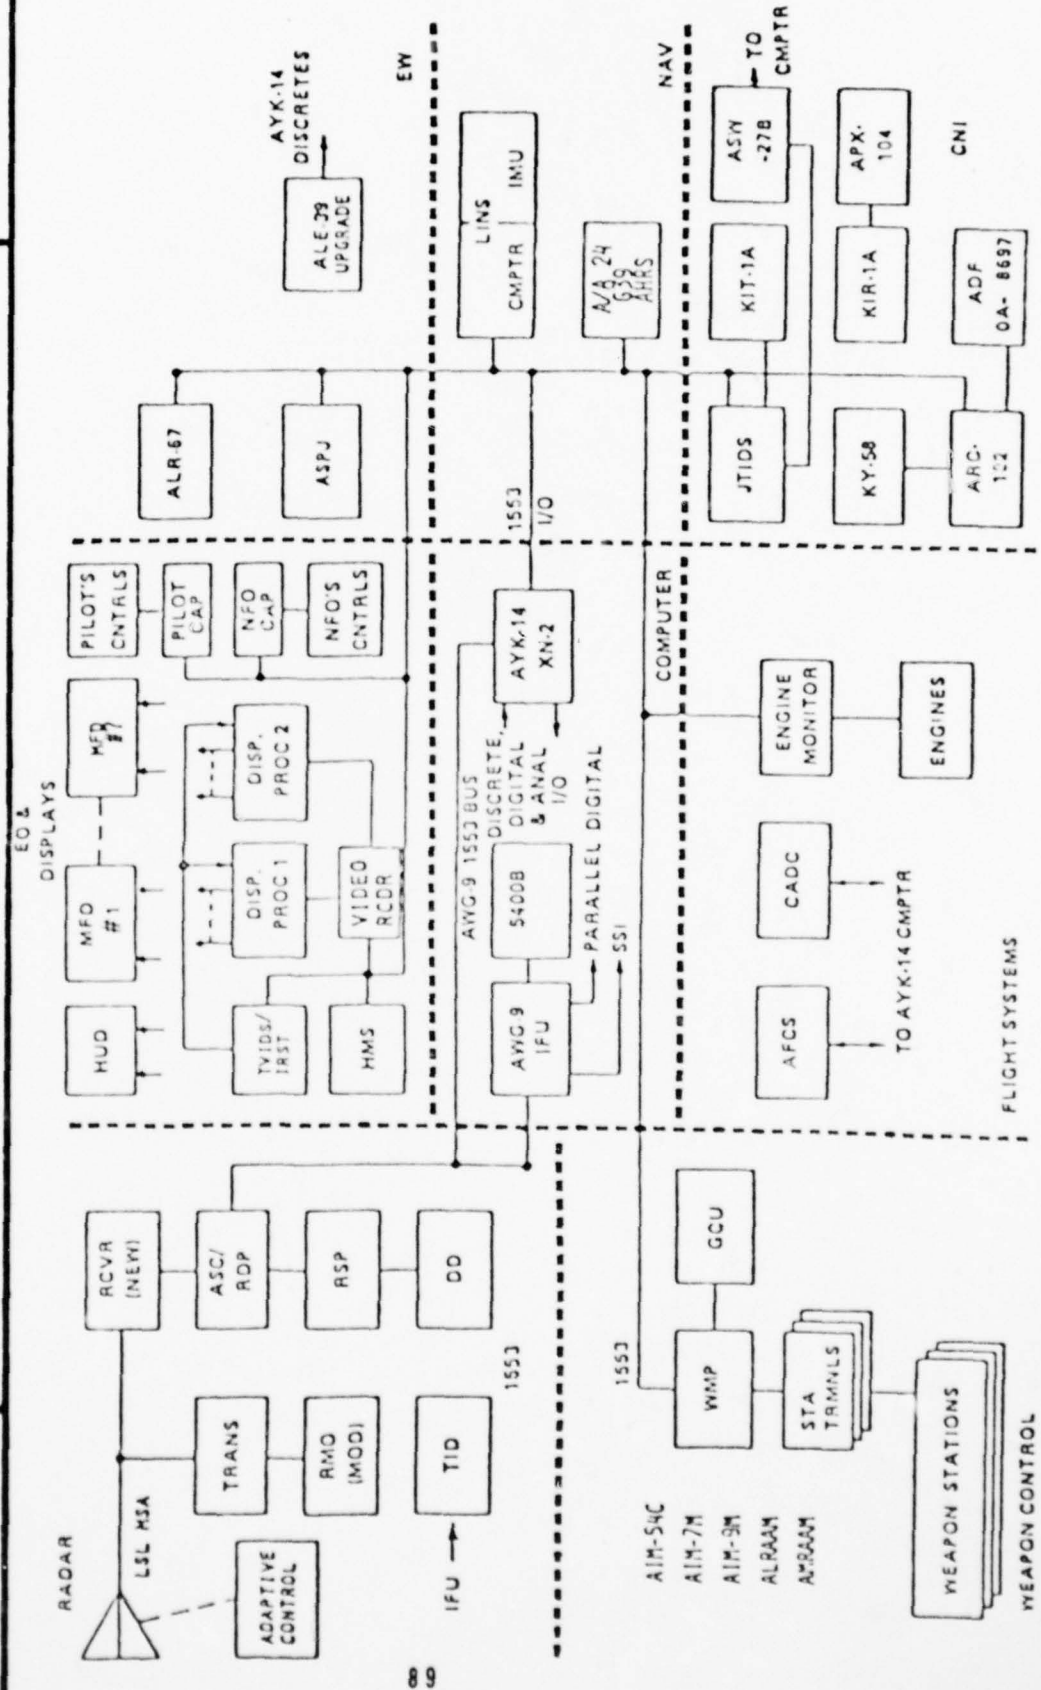 RADAR
LSL MSA
ADAPTIVE
CONTROL
RCVR
(NEW)
TRANS
ASC/
RDP
RMO
(MOD)
RSP
IFU
TID
DD
1553
EO &
DISPLAYS
HUD
MFD
#1
MFD
#7
PILOT'S
CNTRLS
TVIDS/
IRST
DISP.
PROC 1
DISP.
PROC 2
PILOT
CAP
NFO
CAP
HMS
VIDEO
RCDR
NFO'S
CNTRLS
ALR-67
ASPJ
ALE-39
UPGRADE
AYK-14
DISCRETES
EW
AWG-9 1553 BUS
DISCRETE,
DIGITAL
& ANAL
I/O
AWG-9
IFU
5400B
AYK-14
XN-2
PARALLEL DIGITAL
SSI
COMPUTER
1553
I/O
LINS
CMPTR
IMU
A/A 24
G39
AHRS
NAV
1553
AIM-54C
AIM-7M
AIM-9M
ALRAAM
AMRAAM
WMP
GCU
STA
TRMNLS
WEAPON STATIONS
WEAPON CONTROL
AFCS
CADC
ENGINE
MONITOR
TO AYK-14 CMPTR
ENGINES
FLIGHT SYSTEMS
JTIDS
KIT-1A
ASW
-27B
TO
CMPTR
KY-58
KIR-1A
APX-
104
ARC-
ADF
OA- 8697
CNI
89